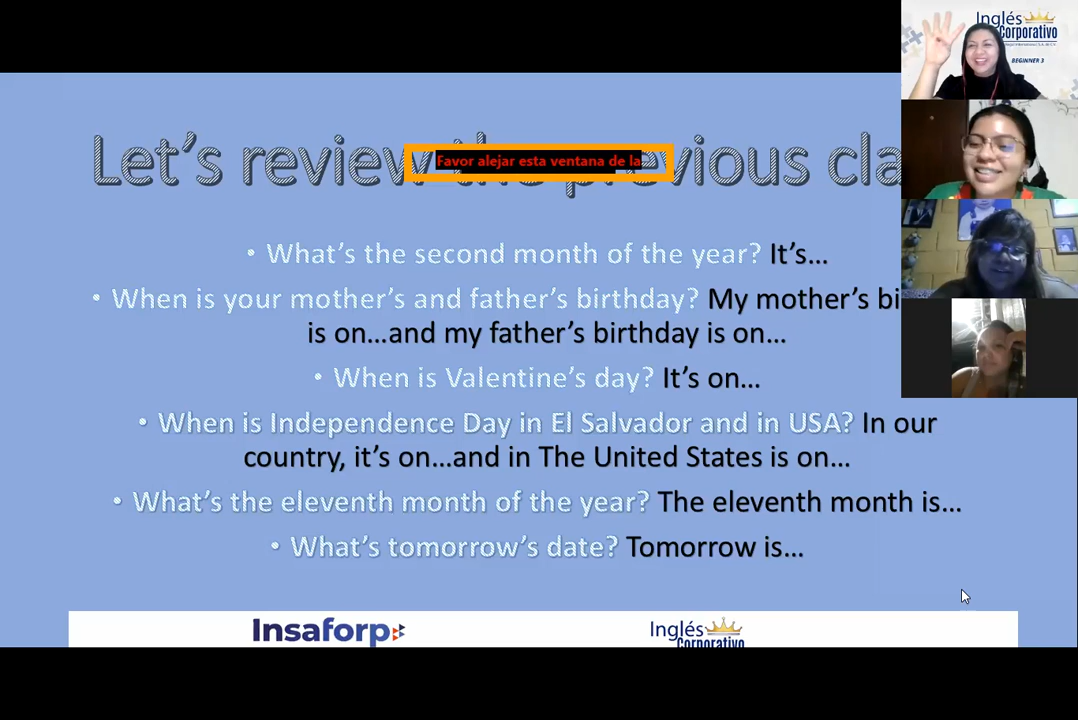 Let's review the previous cla
Favor alejar esta ventana de la
• What's the second month of the year? It's…
• When is your mother's and father's birthday? My mother's bi
is on…and my father's birthday is on…
• When is Valentine's day? It's on…
• When is Independence Day in El Salvador and in USA? In our
country, it's on…and in The United States is on…
• What's the eleventh month of the year? The eleventh month is…
• What's tomorrow's date? Tomorrow is…
Insaforp
Inglés
Corporativo
Inglés
Corporativo
BEGINNER 3